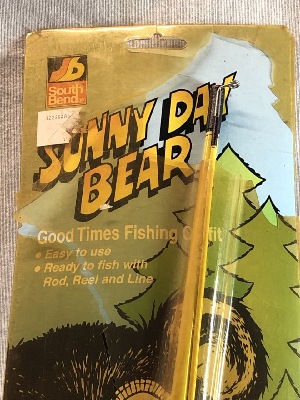 South
Bend
SUNNY DAY
BEAR
Good Times Fishing Outfit
• Easy to use
• Ready to fish with
Rod, Reel and Line